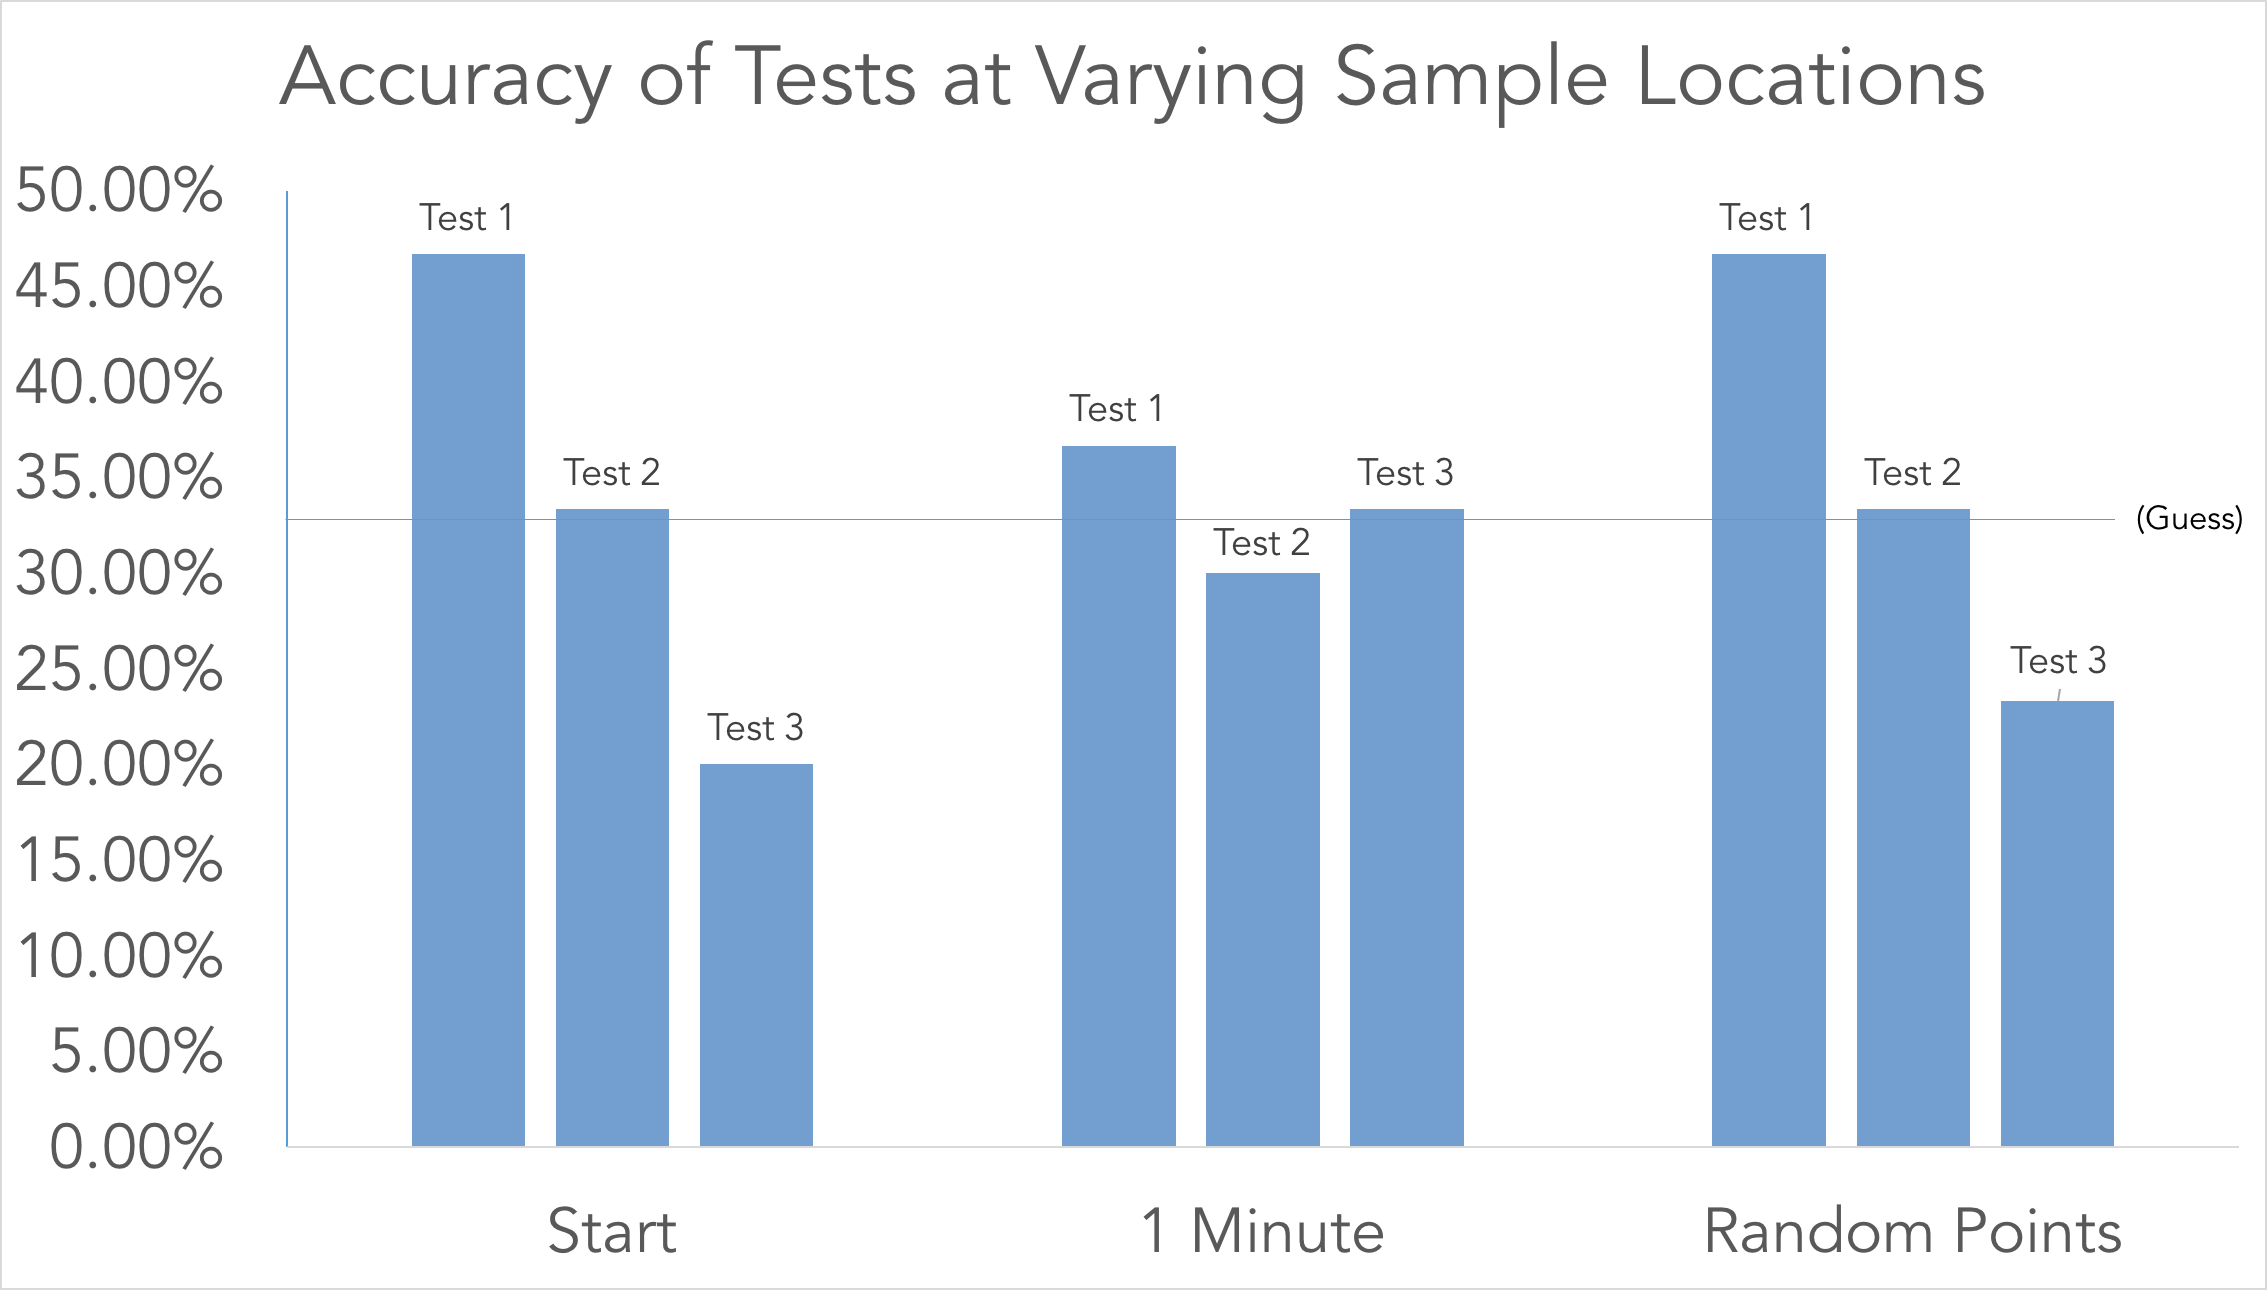 Accuracy of Tests at Varying Sample Locations
50.00%
45.00%
40.00%
35.00%
30.00%
25.00%
20.00%
15.00%
10.00%
5.00%
0.00%
Test 1
Test 2
Test 3
Test 1
Test 2
Test 3
Test 1
Test 2
Test 3
(Guess)
Start
1 Minute
Random Points